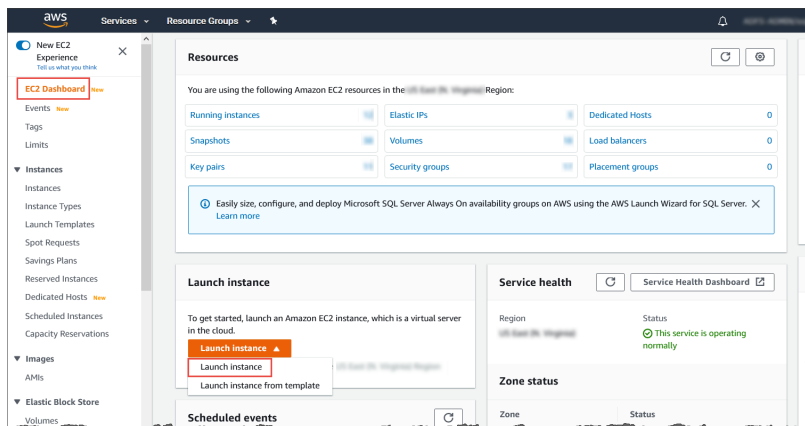 aws Services Resource Groups
New EC2
Experience
Tell us what you think
EC2 Dashboard New
Events New
Tags
Limits
Instances
Instances
Instance Types
Launch Templates
Spot Requests
Savings Plans
Reserved Instances
Dedicated Hosts New
Scheduled Instances
Capacity Reservations
Images
AMIs
Elastic Block Store
Volumes
Resources
You are using the following Amazon EC2 resources in the Region:
Running instances Elastic IPs Dedicated Hosts 0
Snapshots Volumes Load balancers 0
Key pairs Security groups Placement groups 0
Easily size, configure, and deploy Microsoft SQL Server Always On availability groups on AWS using the AWS Launch Wizard for SQL Server.
Learn more
Launch instance
To get started, launch an Amazon EC2 instance, which is a virtual server
in the cloud.
Launch instance
Launch instance
Launch instance from template
Scheduled events
Service health Service Health Dashboard
Region Status
This service is operating
normally
Zone status
Zone Status